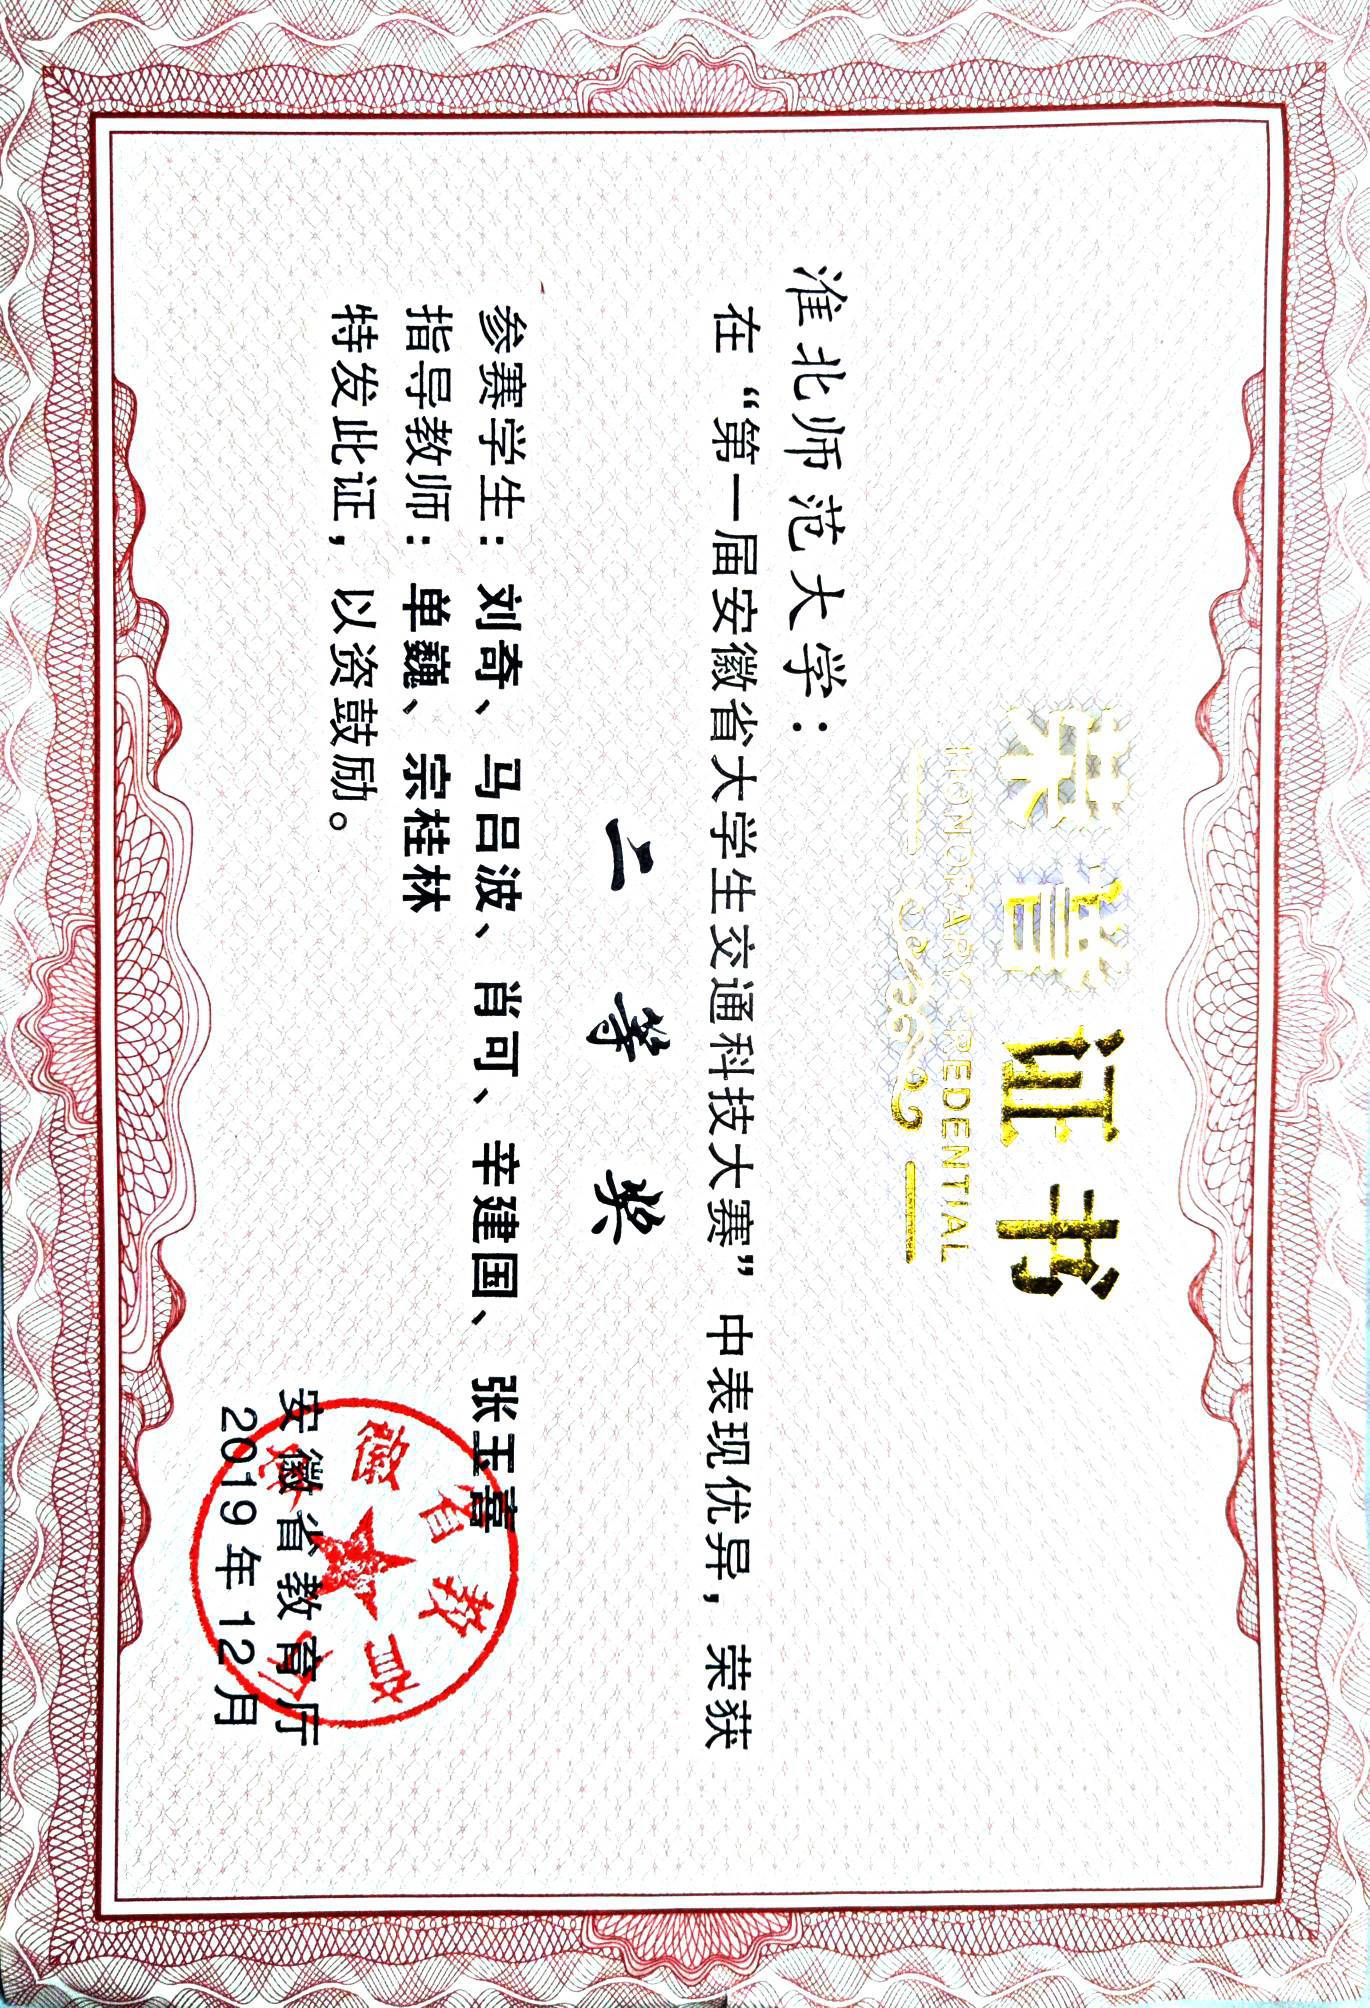 荣誉证书
HONORARY CREDENTIAL
淮北师范大学：
在“第一届安徽省大学生交通科技大赛”中表现优异，荣获
二等奖
参赛学生：刘奇、马吕波、肖可、辛建国、张玉喜
指导教师：单巍、宗桂林
特发此证，以资鼓励。
安徽省教育厅
2019年12月
安徽省教育厅